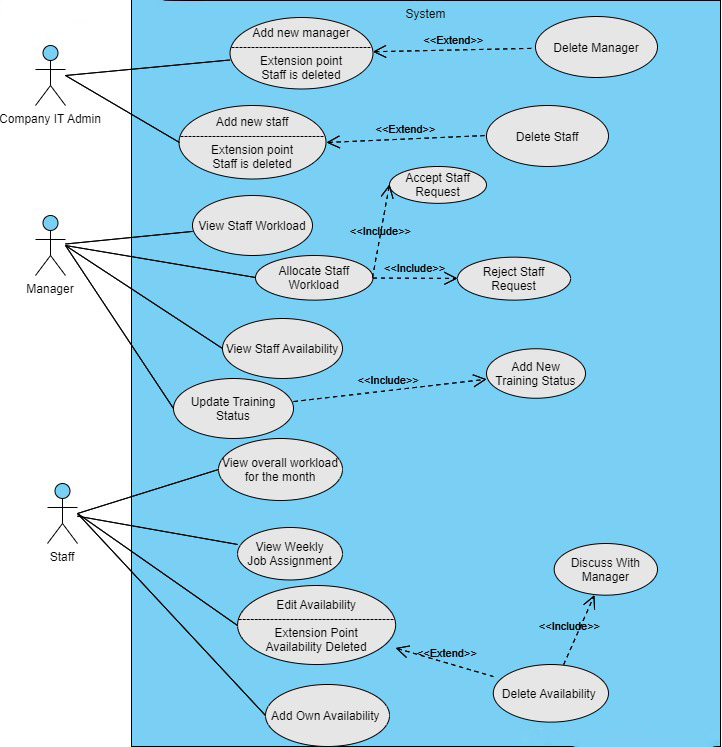 System
Add new manager
Extension point
Staff is deleted
<<Extend>>
Delete Manager
Company IT Admin
Add new staff
Extension point
Staff is deleted
<<Extend>>
Delete Staff
Accept Staff
Request
View Staff Workload
<<Include>>
Manager
Allocate Staff
Workload
<<Include>>
Reject Staff
Request
View Staff Availability
Update Training
Status
<<Include>>
Add New
Training Status
View overall workload
for the month
Staff
View Weekly
Job Assignment
Discuss With
Manager
Edit Availability
Extension Point
Availability Deleted
<<Include>>
<<Extend>>
Delete Availability
Add Own Availability